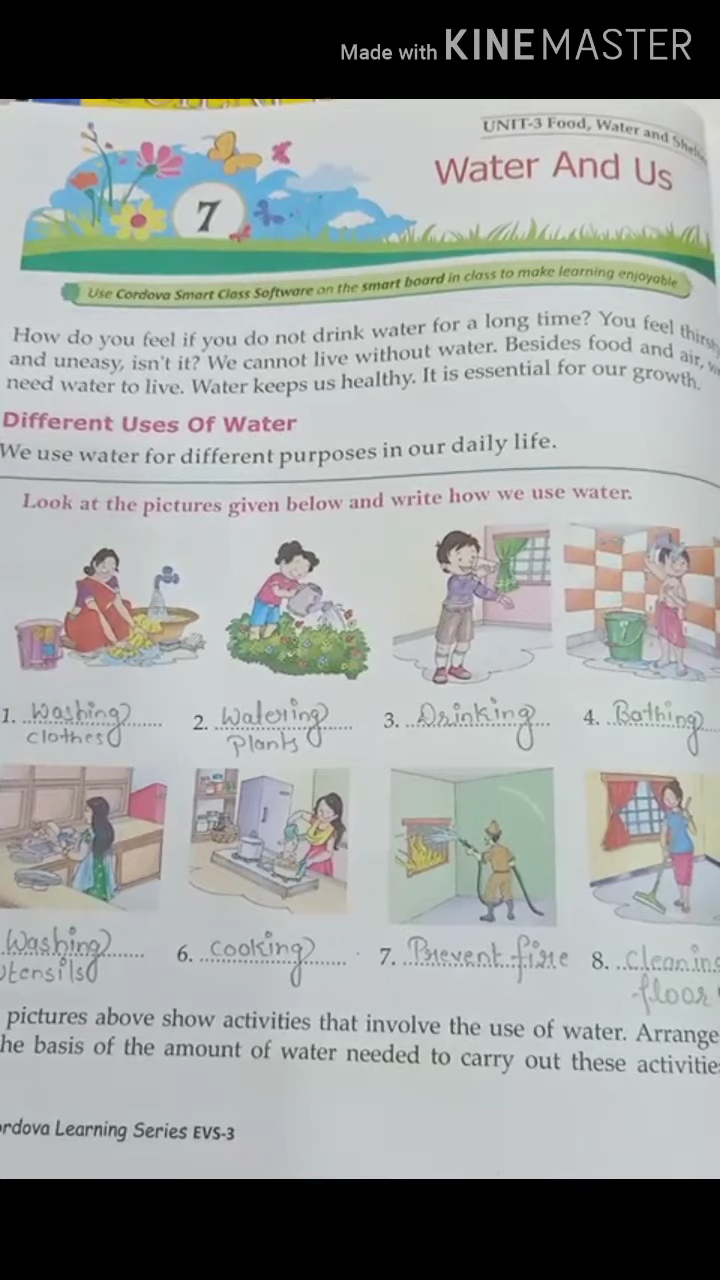 Made with KINEMASTER
UNIT-3 Food, Water and
Water And Us
7
Use Cordova Smart Class Software on the smart board in class to make learning enjoyable
How do you feel if you do not drink water for a long time? You feel thirsty
and uneasy, isn't it? We cannot live without water. Besides food and air,
need water to live. Water keeps us healthy. It is essential for our growth.
Different Uses Of Water
We use water for different purposes in our daily life.
Look at the pictures given below and write how we use water.
1. Washing clothes
2. Watering Plants
3. Drinking
4. Bathing
Washing utensils
6. cooking
7. Prevent fire
8. cleaning floor
pictures above show activities that involve the use of water. Arrange
the basis of the amount of water needed to carry out these activities
Cordova Learning Series EVS-3